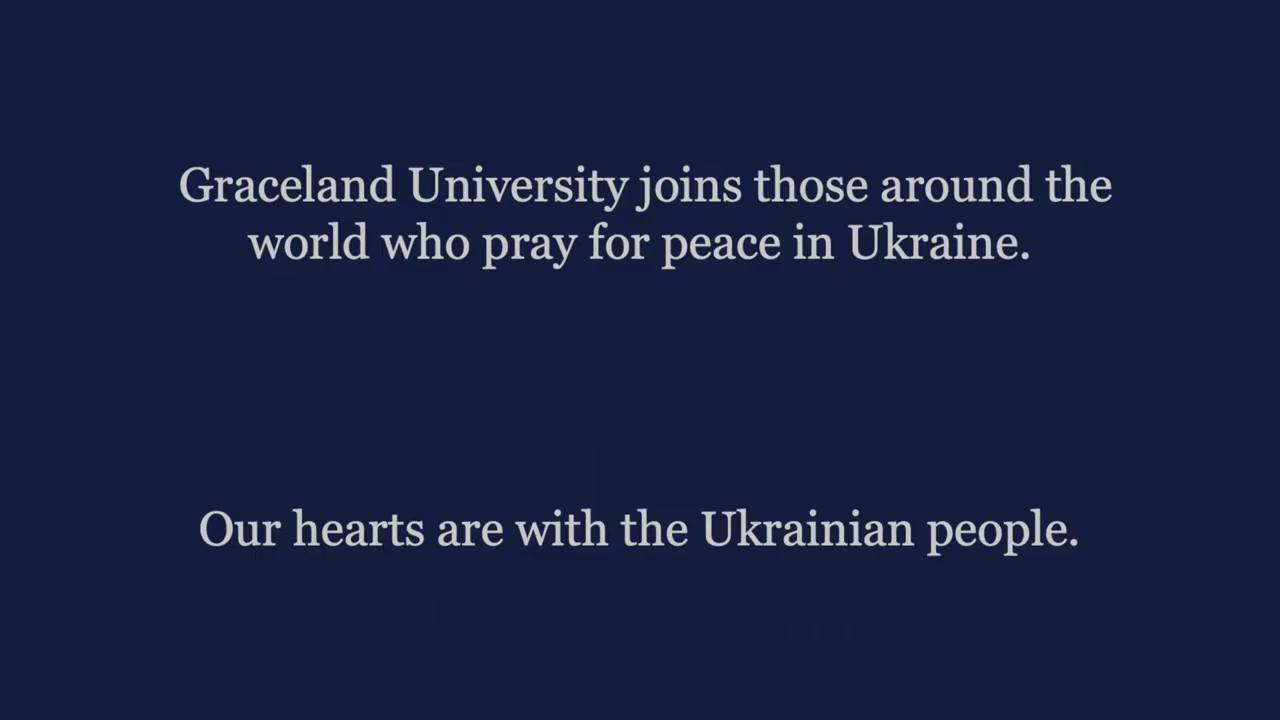 Graceland University joins those around the
world who pray for peace in Ukraine.
Our hearts are with the Ukrainian people.